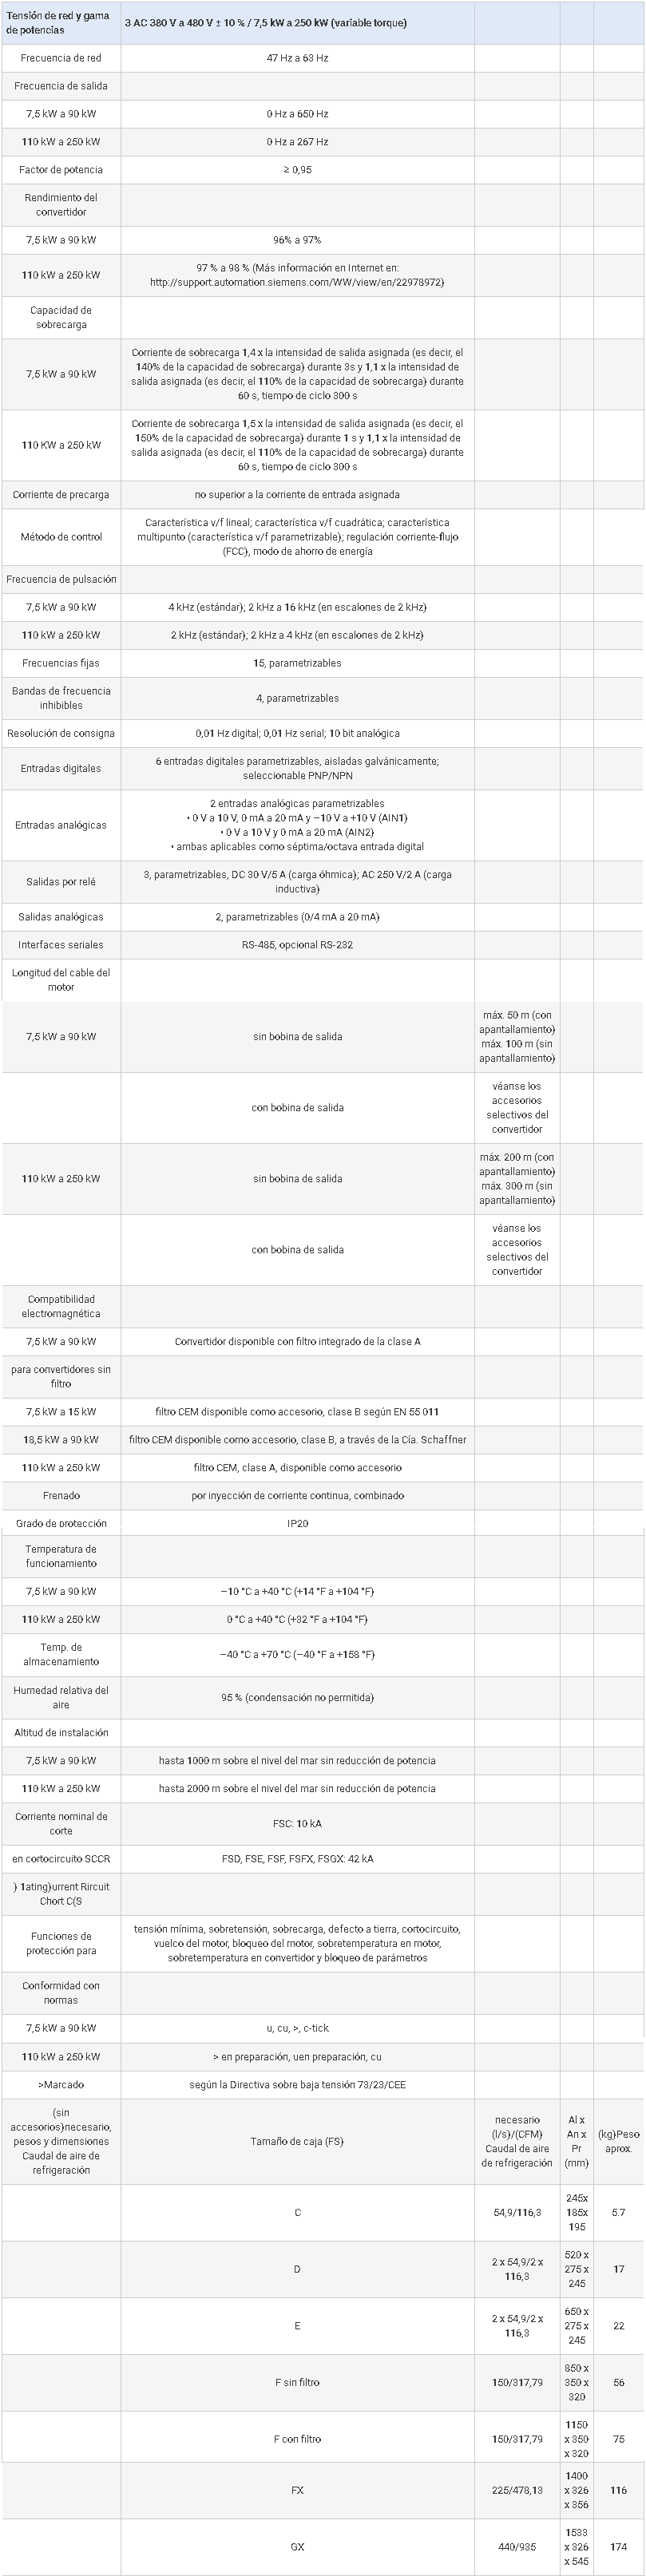 Tensión de red y gama
de potencias
3 AC 380 V a 480 V ± 10 % / 7,5 kW a 250 kW (variable torque)
Frecuencia de red
47 Hz a 63 Hz
Frecuencia de salida
7,5 kW a 90 kW
0 Hz a 650 Hz
110 kW a 250 kW
0 Hz a 267 Hz
Factor de potencia
≥ 0,95
Rendimiento del
convertidor
7,5 kW a 90 kW
96% a 97%
110 kW a 250 kW
97 % a 98 % (Más información en Internet en:
http://support.automation.siemens.com/WW/view/en/22978972)
Capacidad de
sobrecarga
7,5 kW a 90 kW
Corriente de sobrecarga 1,4 x la intensidad de salida asignada (es decir, el
140% de la capacidad de sobrecarga) durante 3s y 1,1 x la intensidad de
salida asignada (es decir, el 110% de la capacidad de sobrecarga) durante
60 s, tiempo de ciclo 300 s
110 KW a 250 kW
Corriente de sobrecarga 1,5 x la intensidad de salida asignada (es decir, el
150% de la capacidad de sobrecarga) durante 1 s y 1,1 x la intensidad de
salida asignada (es decir, el 110% de la capacidad de sobrecarga) durante
60 s, tiempo de ciclo 300 s
Corriente de precarga
no superior a la corriente de entrada asignada
Método de control
Característica v/f lineal; característica v/f cuadrática; característica
multipunto (característica v/f parametrizable); regulación corriente-flujo
(FCC), modo de ahorro de energía
Frecuencia de pulsación
7,5 kW a 90 kW
4 kHz (estándar); 2 kHz a 16 kHz (en escalones de 2 kHz)
110 kW a 250 kW
2 kHz (estándar); 2 kHz a 4 kHz (en escalones de 2 kHz)
Frecuencias fijas
15, parametrizables
Bandas de frecuencia
inhibibles
4, parametrizables
Resolución de consigna
0,01 Hz digital; 0,01 Hz serial; 10 bit analógica
Entradas digitales
6 entradas digitales parametrizables, aisladas galvánicamente;
seleccionable PNP/NPN
Entradas analógicas
2 entradas analógicas parametrizables
• 0 V a 10 V, 0 mA a 20 mA y −10 V a +10 V (AIN1)
• 0 V a 10 V y 0 mA a 20 mA (AIN2)
• ambas aplicables como séptima/octava entrada digital
Salidas por relé
3, parametrizables, DC 30 V/5 A (carga óhmica); AC 250 V/2 A (carga
inductiva)
Salidas analógicas
2, parametrizables (0/4 mA a 20 mA)
Interfaces seriales
RS-485, opcional RS-232
Longitud del cable del
motor
7,5 kW a 90 kW
sin bobina de salida
máx. 50 m (con
apantallamiento)
máx. 100 m (sin
apantallamiento)
con bobina de salida
véanse los
accesorios
selectivos del
convertidor
110 kW a 250 kW
sin bobina de salida
máx. 200 m (con
apantallamiento)
máx. 300 m (sin
apantallamiento)
con bobina de salida
véanse los
accesorios
selectivos del
convertidor
Compatibilidad
electromagnética
7,5 kW a 90 kW
Convertidor disponible con filtro integrado de la clase A
para convertidores sin
filtro
7,5 kW a 15 kW
filtro CEM disponible como accesorio, clase B según EN 55 011
18,5 kW a 90 kW
filtro CEM disponible como accesorio, clase B, a través de la Cía. Schaffner
110 kW a 250 kW
filtro CEM, clase A, disponible como accesorio
Frenado
por inyección de corriente continua, combinado
Grado de protección
IP20
Temperatura de
funcionamiento
7,5 kW a 90 kW
−10 °C a +40 °C (+14 °F a +104 °F)
110 kW a 250 kW
0 °C a +40 °C (+32 °F a +104 °F)
Temp. de
almacenamiento
−40 °C a +70 °C (−40 °F a +158 °F)
Humedad relativa del
aire
95 % (condensación no permitida)
Altitud de instalación
7,5 kW a 90 kW
hasta 1000 m sobre el nivel del mar sin reducción de potencia
110 kW a 250 kW
hasta 2000 m sobre el nivel del mar sin reducción de potencia
Corriente nominal de
corte
FSC: 10 kA
en cortocircuito SCCR
FSD, FSE, FSF, FSFX, FSGX: 42 kA
) 1ating)urrent Rircuit
Chort C(S
Funciones de
protección para
tensión mínima, sobretensión, sobrecarga, defecto a tierra, cortocircuito,
vuelco del motor, bloqueo del motor, sobretemperatura en motor,
sobretemperatura en convertidor y bloqueo de parámetros
Conformidad con
normas
7,5 kW a 90 kW
u, cu, >, c-tick
110 kW a 250 kW
> en preparación, uen preparación, cu
>Marcado
según la Directiva sobre baja tensión 73/23/CEE
(sin
accesorios)necesario,
pesos y dimensiones
Caudal de aire de
refrigeración
Tamaño de caja (FS)
necesario
(l/s)/(CFM)
Caudal de aire
de refrigeración
Al x
An x
Pr
(mm)
(kg)Peso
aprox.
C
54,9/116,3
245x
185x
195
5.7
D
2 x 54,9/2 x
116,3
520 x
275 x
245
17
E
2 x 54,9/2 x
116,3
650 x
275 x
245
22
F sin filtro
150/317,79
850 x
350 x
320
56
F con filtro
150/317,79
1150
x 350
x 320
75
FX
225/478,13
1400
x 326
x 356
116
GX
440/935
1533
x 326
x 545
174